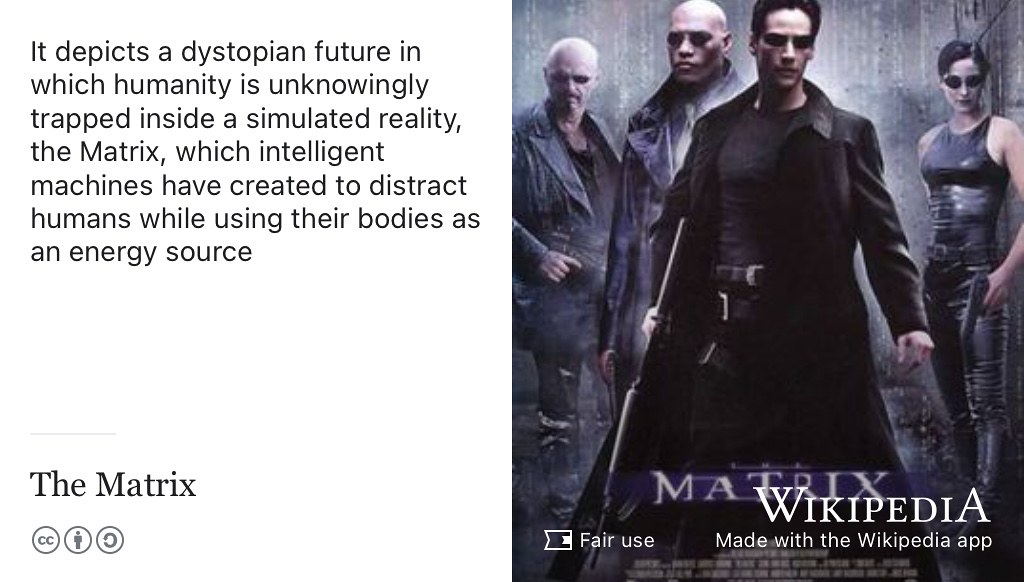 It depicts a dystopian future in
which humanity is unknowingly
trapped inside a simulated reality,
the Matrix, which intelligent
machines have created to distract
humans while using their bodies as
an energy source
The Matrix
cc
THE
MATRIX
WIKIPEDIA
Fair use
Made with the Wikipedia app